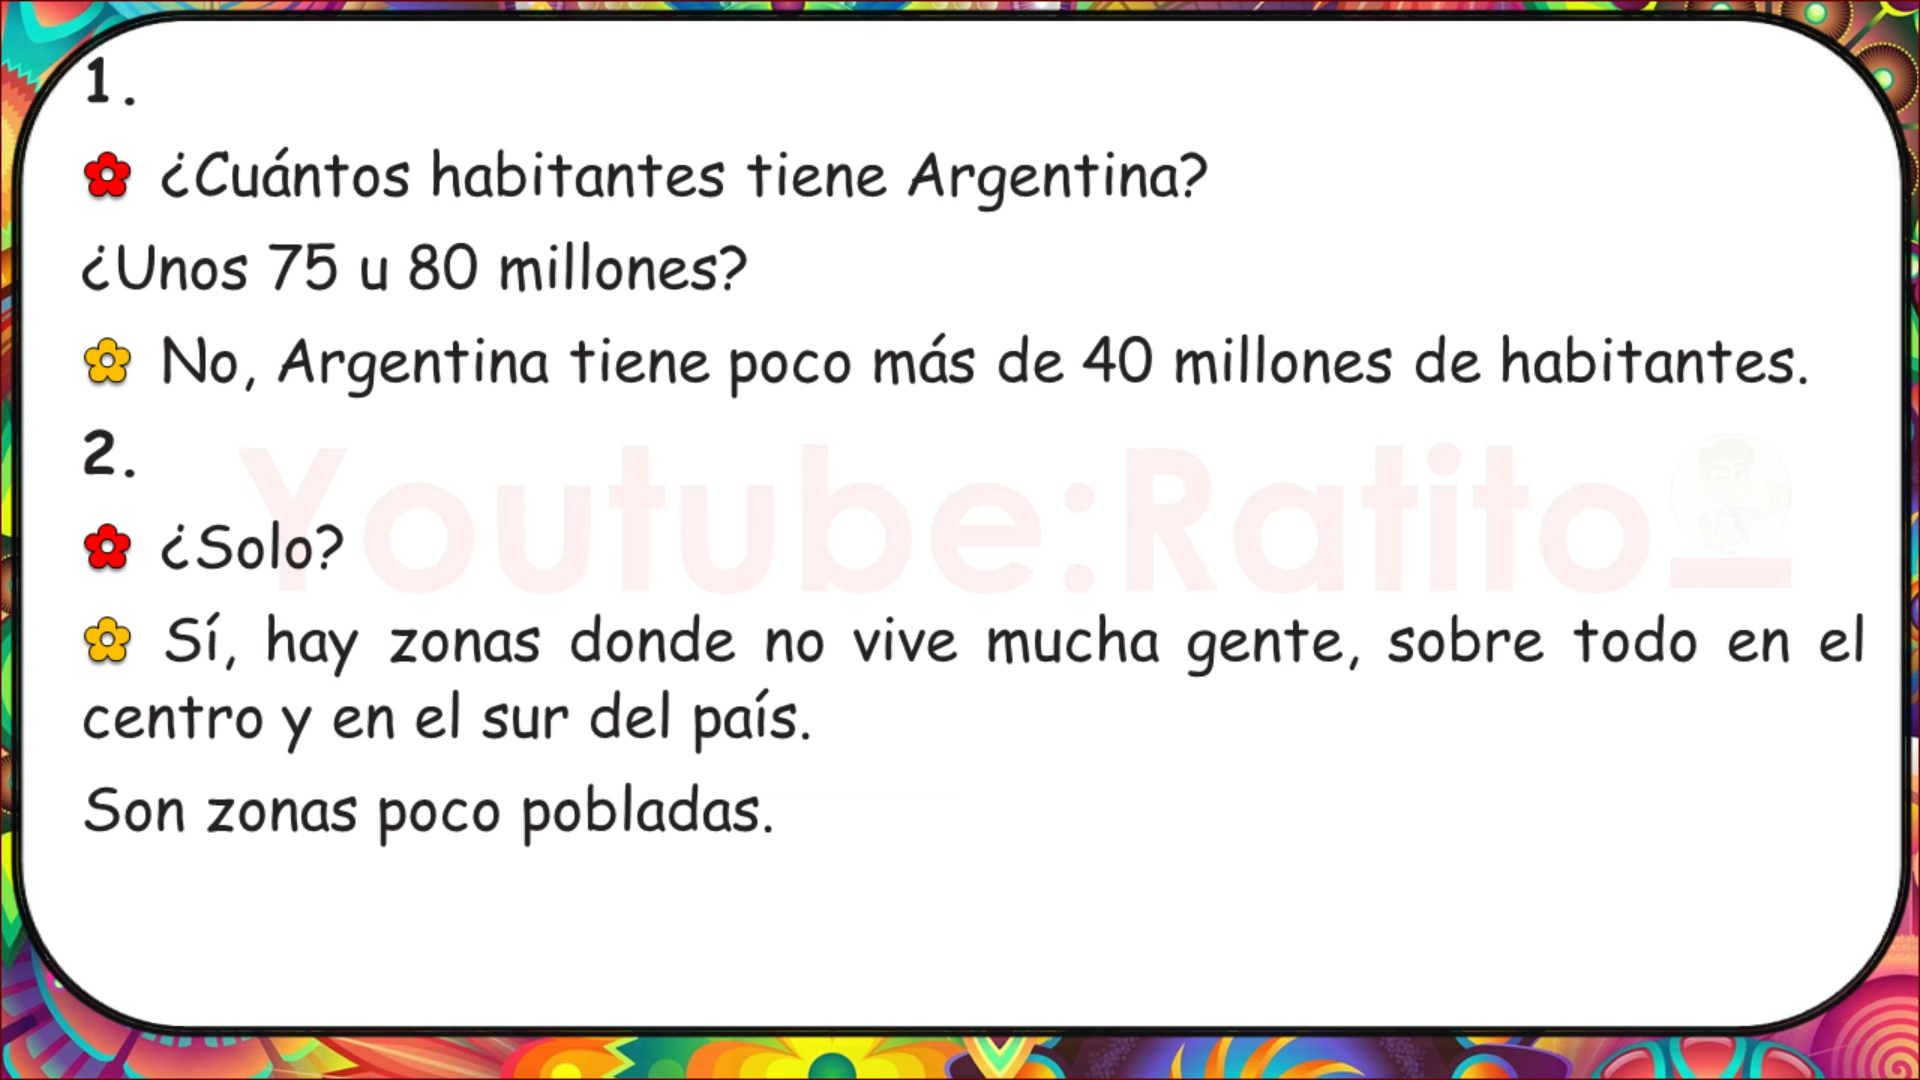 1.
¿Cuántos habitantes tiene Argentina?
¿Unos 75 u 80 millones?
No, Argentina tiene poco más de 40 millones de habitantes.
2.
Youtube:Ratito
¿Solo?
Sí, hay zonas donde no vive mucha gente, sobre todo en el
centro y en el sur del país.
Son zonas poco pobladas.